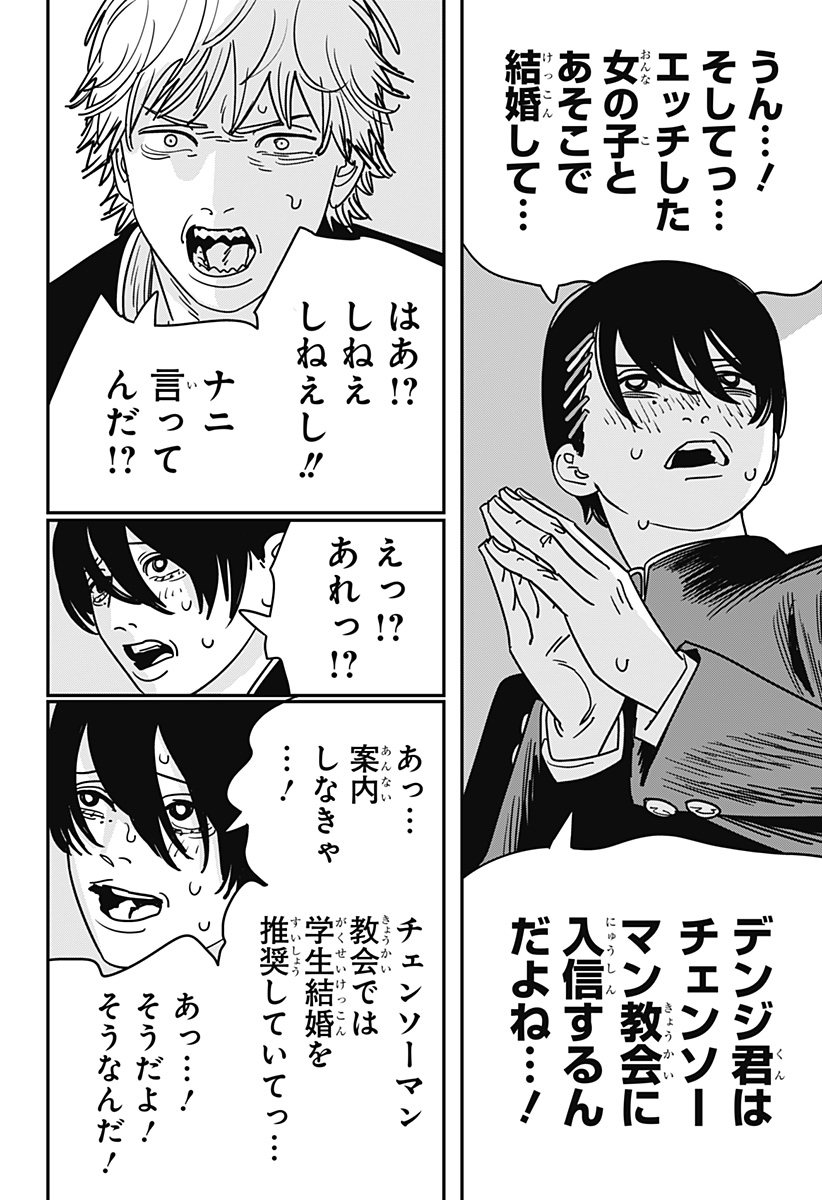 うん…！
そしてっ…
エッチした
女の子と
あそこで
結婚して…
デンジ君は
チェンソー
マン教会に
入信するん
だよね…！
はあ!?
しねえ
しねえし!!
ナニ
言って
んだ!?
えっ!?
あれっ!?
あっ…
案内
しなきゃ
…！
チェンソーマン
教会では
学生結婚を
推奨していてっ…
あっ…！
そうだよ！
そうなんだ！